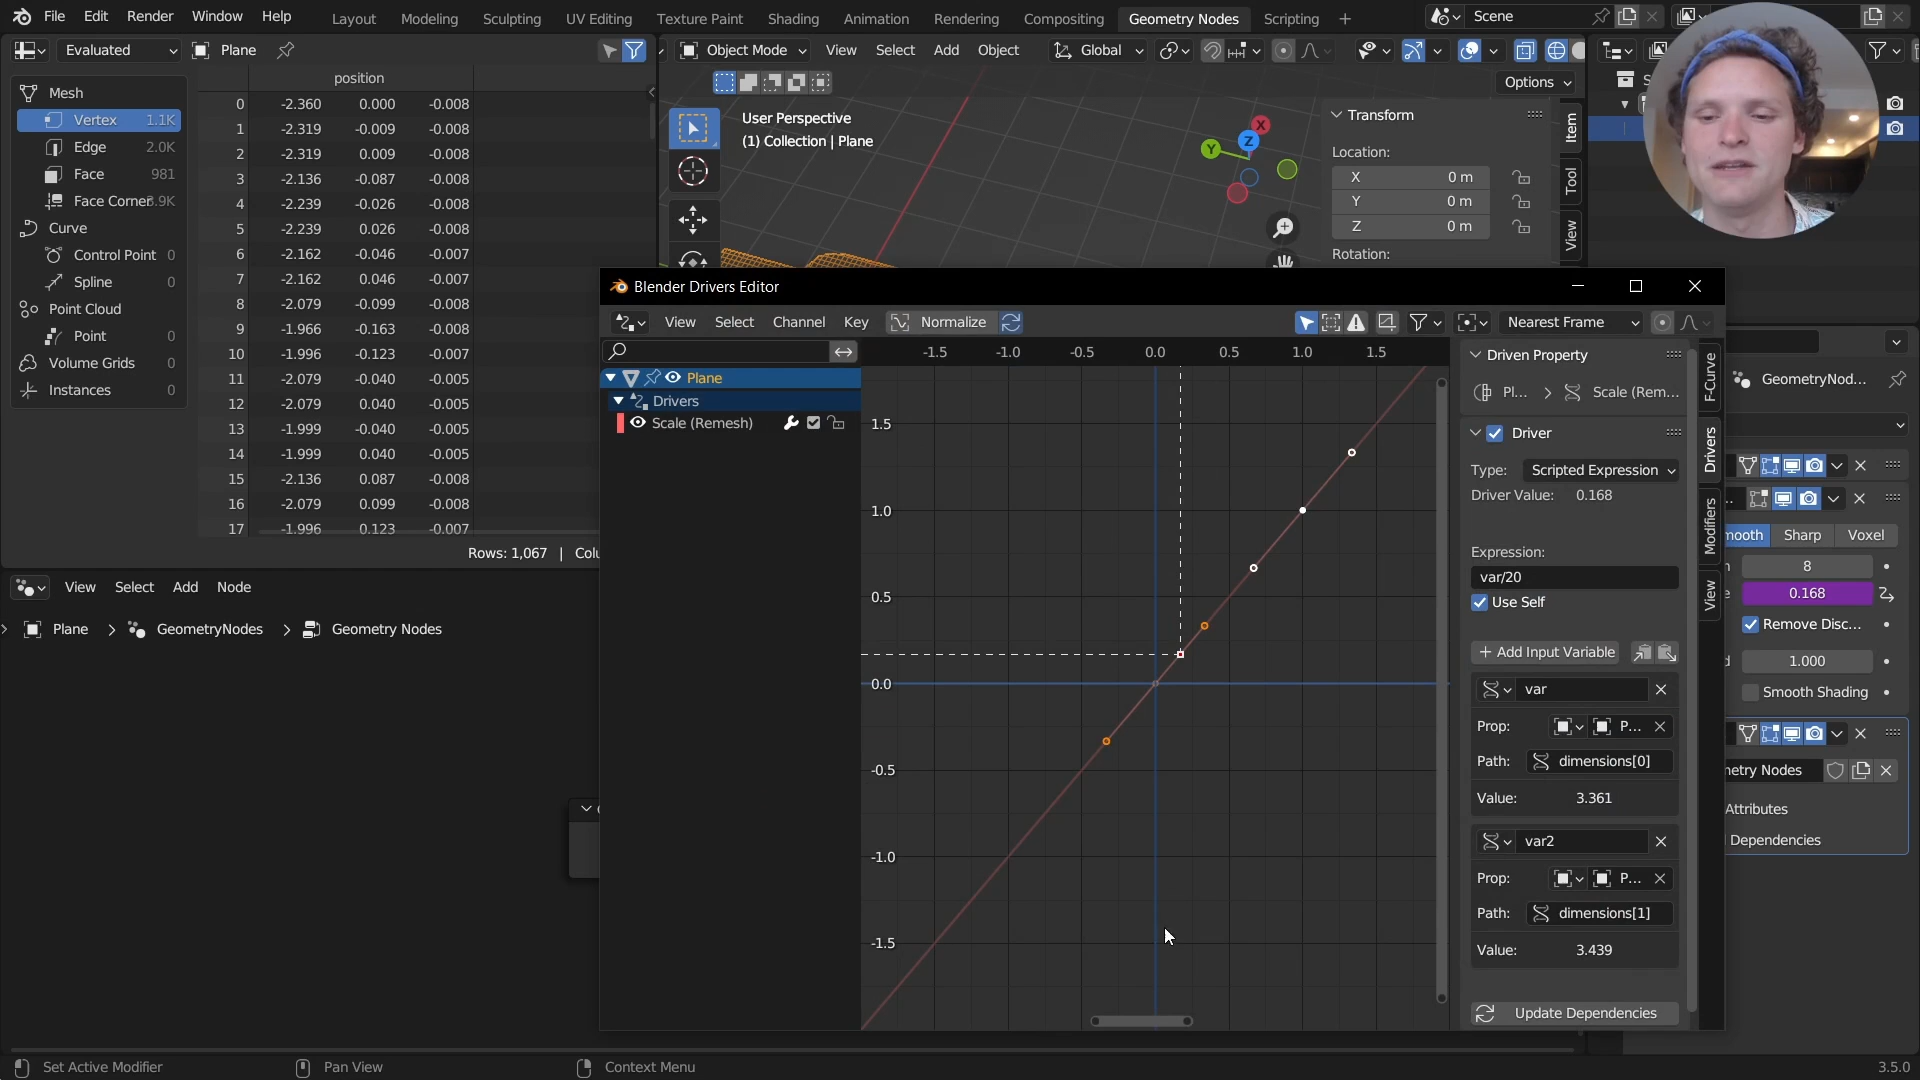 File Edit Render Window Help
Layout Modeling Sculpting UV Editing Texture Paint Shading Animation Rendering Compositing Geometry Nodes Scripting +
Scene
Evaluated Plane
Object Mode View Select Add Object Global
Options
position
Mesh
Vertex 1.1K
Edge 2.0K
Face 981
Face Corner 3.9K
Curve
Control Point 0
Spline 0
Point Cloud
Point 0
Volume Grids 0
Instances 0
0 -2.360 0.000 -0.008
1 -2.319 -0.009 -0.008
2 -2.319 0.009 -0.008
3 -2.136 -0.087 -0.008
4 -2.239 -0.026 -0.008
5 -2.239 0.026 -0.008
6 -2.162 -0.046 -0.007
7 -2.162 0.046 -0.007
8 -2.079 -0.099 -0.008
9 -1.966 -0.163 -0.008
10 -1.996 -0.123 -0.007
11 -2.079 -0.040 -0.005
12 -2.079 0.040 -0.005
13 -1.999 -0.040 -0.005
14 -1.999 0.040 -0.005
15 -2.136 0.087 -0.008
16 -2.079 0.099 -0.008
17 -1.996 0.123 -0.007
Rows: 1,067 | Colu
User Perspective
(1) Collection | Plane
X
Y
Z
Transform
Location:
X 0 m
Y 0 m
Z 0 m
Rotation:
Item
Tool
View
Blender Drivers Editor
View Select Channel Key Normalize
Nearest Frame
Plane
Drivers
Scale (Remesh)
-1.5 -1.0 -0.5 0.0 0.5 1.0 1.5
1.5
1.0
0.5
0.0
-0.5
-1.0
-1.5
Driven Property
Pl... Scale (Rem...
Driver
Type: Scripted Expression
Driver Value: 0.168
Expression:
var/20
Use Self
+ Add Input Variable
var
Prop: P...
Path: dimensions[0]
Value: 3.361
var2
Prop: P...
Path: dimensions[1]
Value: 3.439
Update Dependencies
F-Curve
Drivers
Modifiers
View
GeometryNod...
mooth Sharp Voxel
8
0.168
Remove Disc...
1.000
Smooth Shading
metry Nodes
Attributes
Dependencies
View Select Add Node
Plane > GeometryNodes > Geometry Nodes
Set Active Modifier Pan View Context Menu
3.5.0